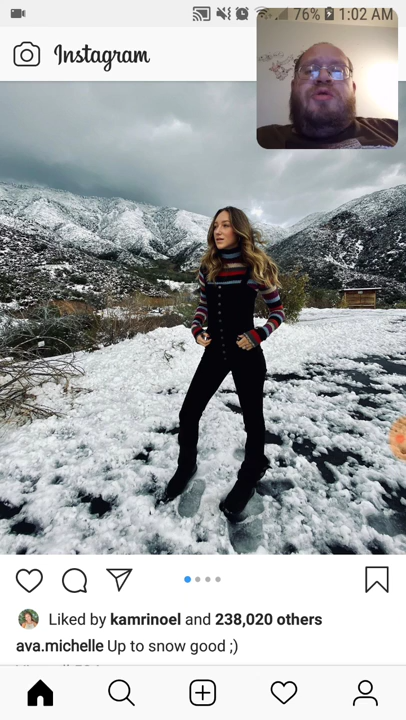 76% 1:02 AM
Instagram
Liked by kamrinoel and 238,020 others
ava.michelle Up to snow good ;)